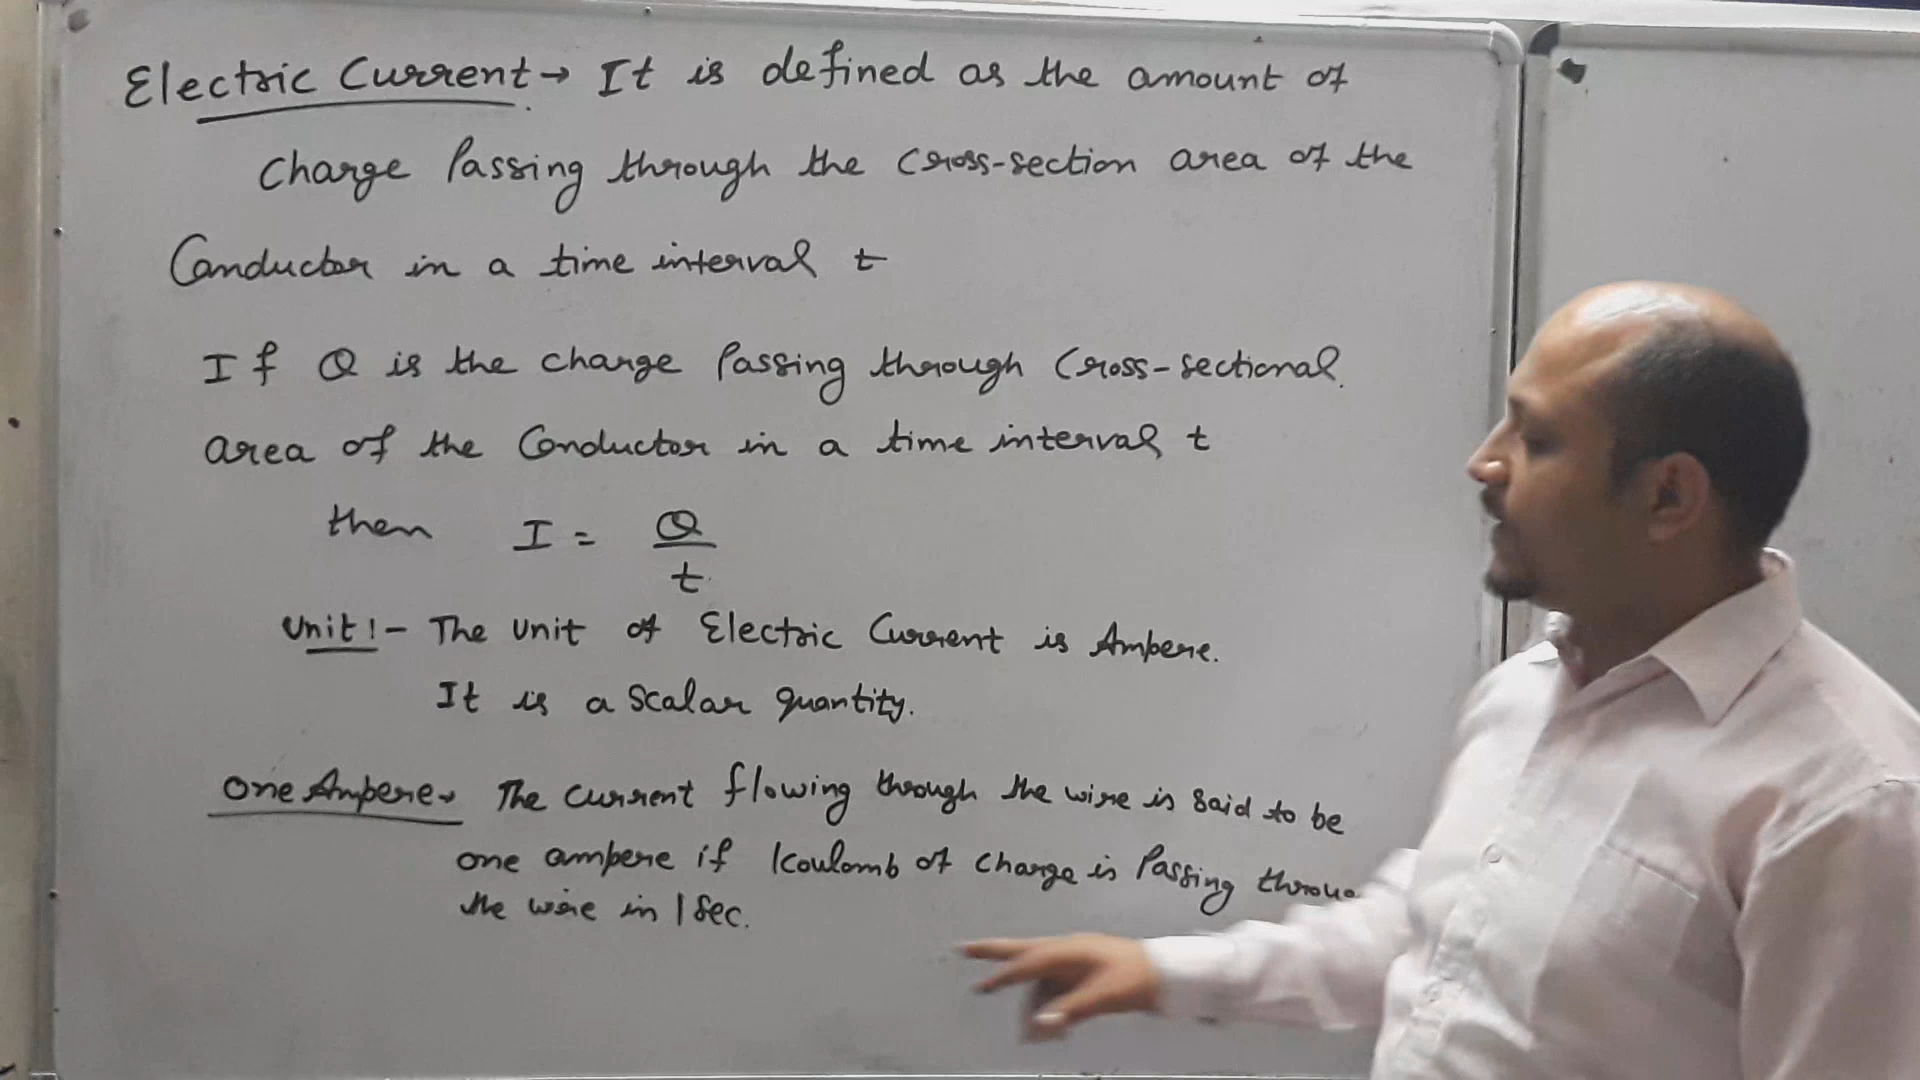 Electric Current → It is defined as the amount of
charge Passing through the cross-section area of the
Conductor in a time interval t
If Q is the charge Passing through Cross-sectional
area of the Conductor in a time interval t
then I = Q/t
Unit :- The unit of Electric Current is Ampere.
It is a scalar quantity.
One Ampere → The current flowing through the wire is said to be
one ampere if 1 coulomb of charge is Passing throug
the wire in 1 sec.